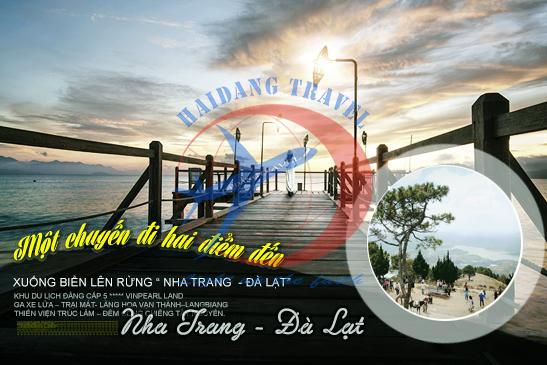 HAIDANG TRAVEL
Một chuyến đi hai điểm đến
XUỐNG BIỂN LÊN RỪNG " NHA TRANG - ĐÀ LẠT"
KHU DU LỊCH ĐẲNG CẤP 5 ***** VINPEARL LAND
GA XE LỬA – TRẠI MÁT- LÀNG HOA VẠN THÀNH–LANGBIANG
THIỀN VIỆN TRÚC LÂM – ĐÊM CHIÊNG
Nha Trang - Đà Lạt